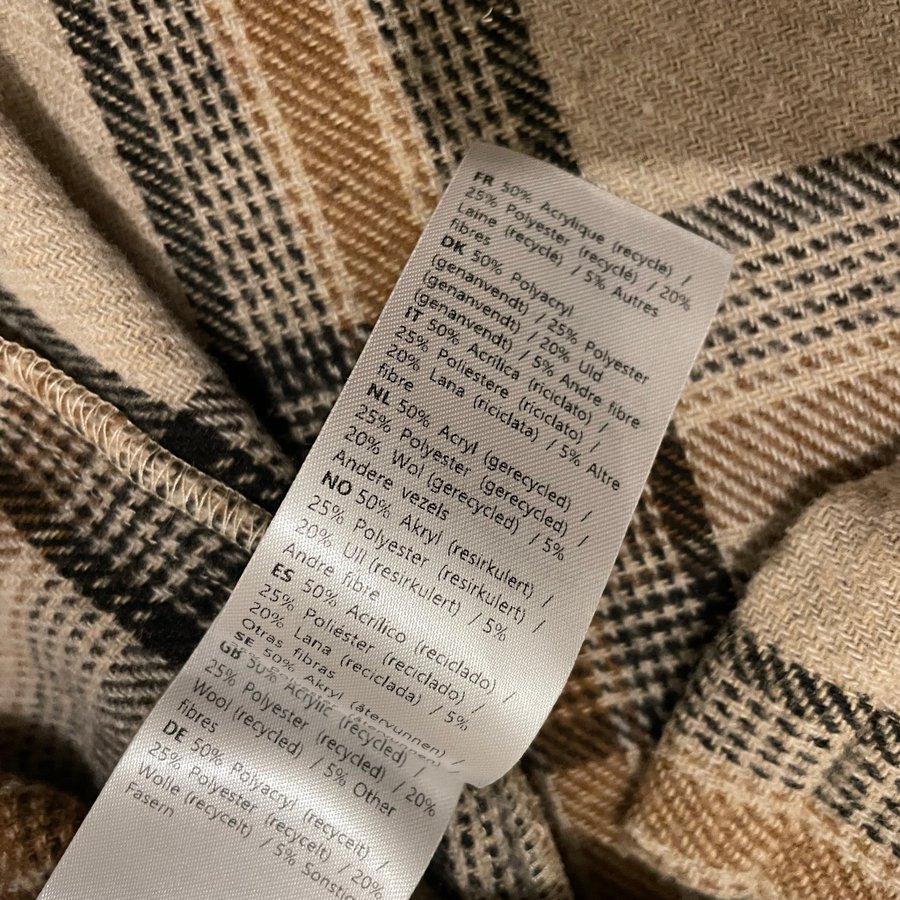 FR 50% Acrylique (recyclé) /
25% Polyester (recyclé) / 20%
Laine (recyclé) / 5% Autres
fibres
DK 50% Polyacryl
(genanvendt) / 25% Polyester
(genanvendt) / 20% Uld
(genanvendt) / 5% Andre fibre
IT 50% Acrilica (riciclato) /
25% Poliestere (riciclato) /
20% Lana (riciclata) / 5% Altre
fibre
NL 50% Acryl (gerecycled) /
25% Polyester (gerecycled) /
20% Wol (gerecycled) / 5%
Andere vezels
NO 50% Akryl (resirkulert) /
25% Polyester (resirkulert) /
20% Ull (resirkulert) / 5%
Andre fibre
ES 50% Acrílico (reciclado) /
25% Poliéster (reciclado) /
20% Lana (reciclada) / 5%
Otras fibras
SE 50% Akryl (återvunnen) /
GB 50% Acrylic (recycled) /
25% Polyester (recycled) / 20%
Wool (recycled) / 5% Other
fibres
DE 50% Polyacryl (recycelt) /
25% Polyester (recycelt) / 20%
Wolle (recycelt) / 5%
Fasern